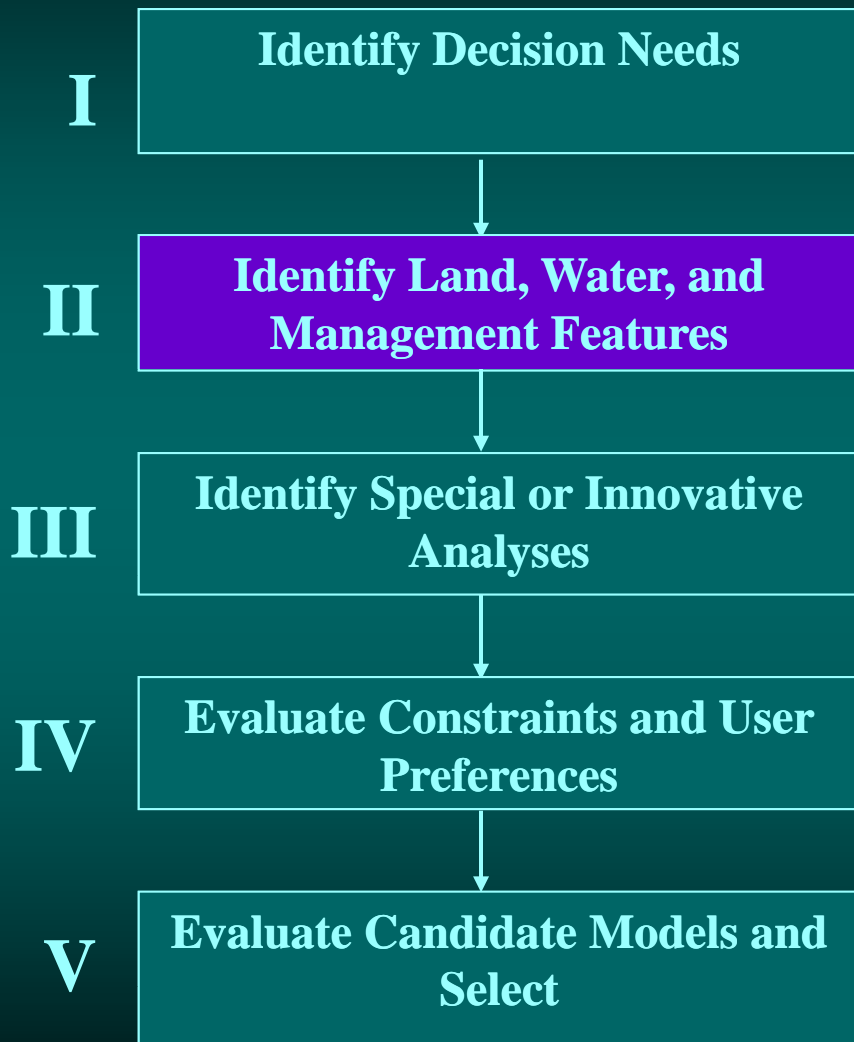 I
Identify Decision Needs
II
Identify Land, Water, and
Management Features
III
Identify Special or Innovative
Analyses
IV
Evaluate Constraints and User
Preferences
V
Evaluate Candidate Models and
Select